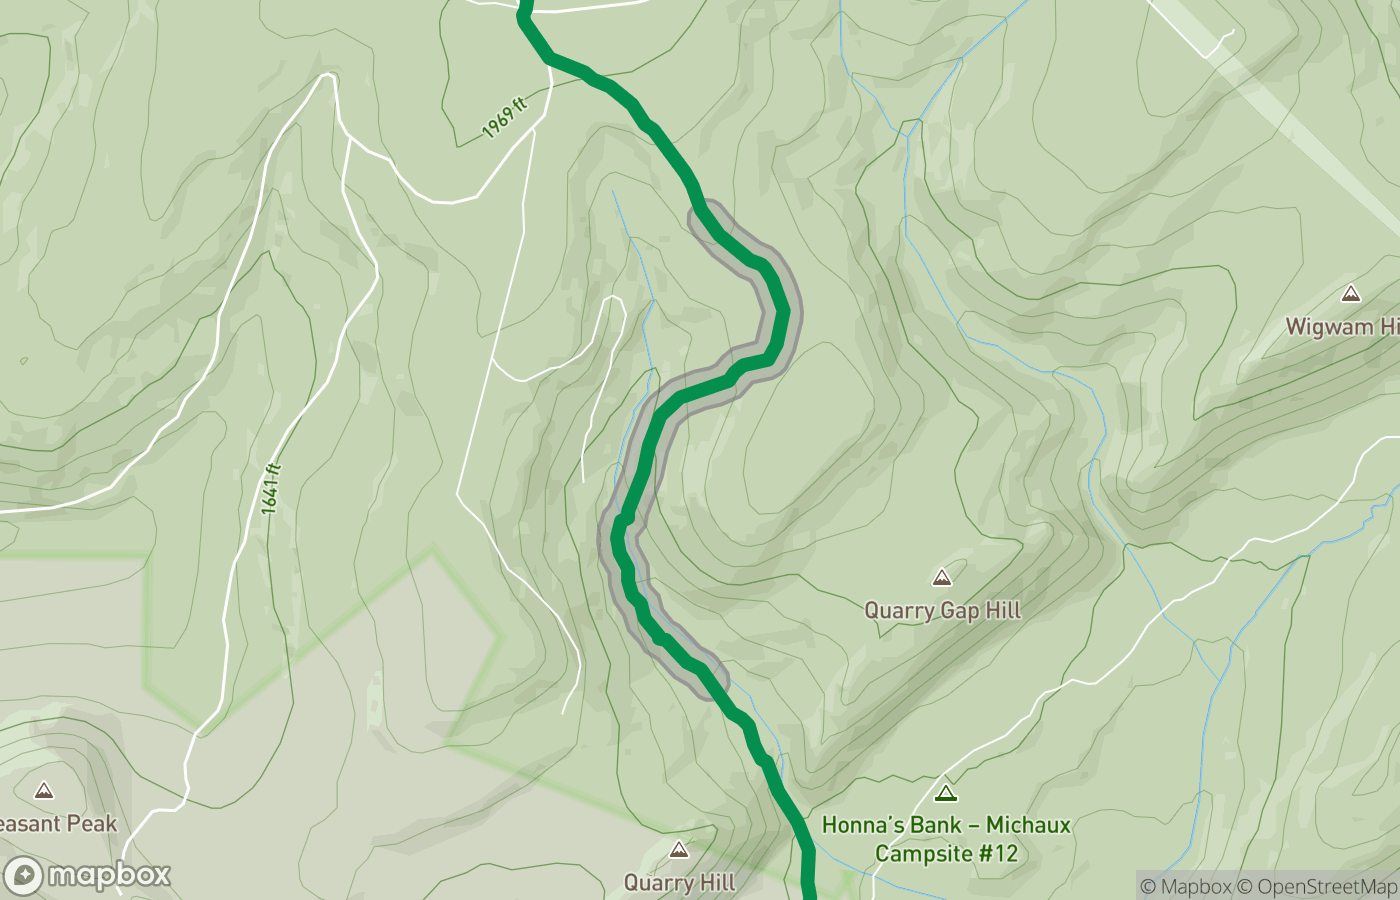 1969 ft
Wigwam Hi
1641 ft
Quarry Gap Hill
easant Peak
Honna's Bank – Michaux
Campsite #12
Quarry Hill
mapbox
© Mapbox © OpenStreetMap